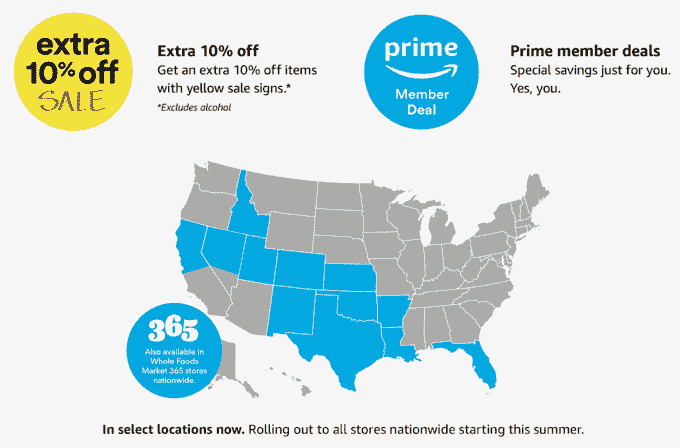 extra
10% off
SALE
Extra 10% off
Get an extra 10% off items
with yellow sale signs.*
*Excludes alcohol
prime
Member
Deal
Prime member deals
Special savings just for you.
Yes, you.
365
Also available in
Whole Foods
Market 365 stores
nationwide.
In select locations now. Rolling out to all stores nationwide starting this summer.